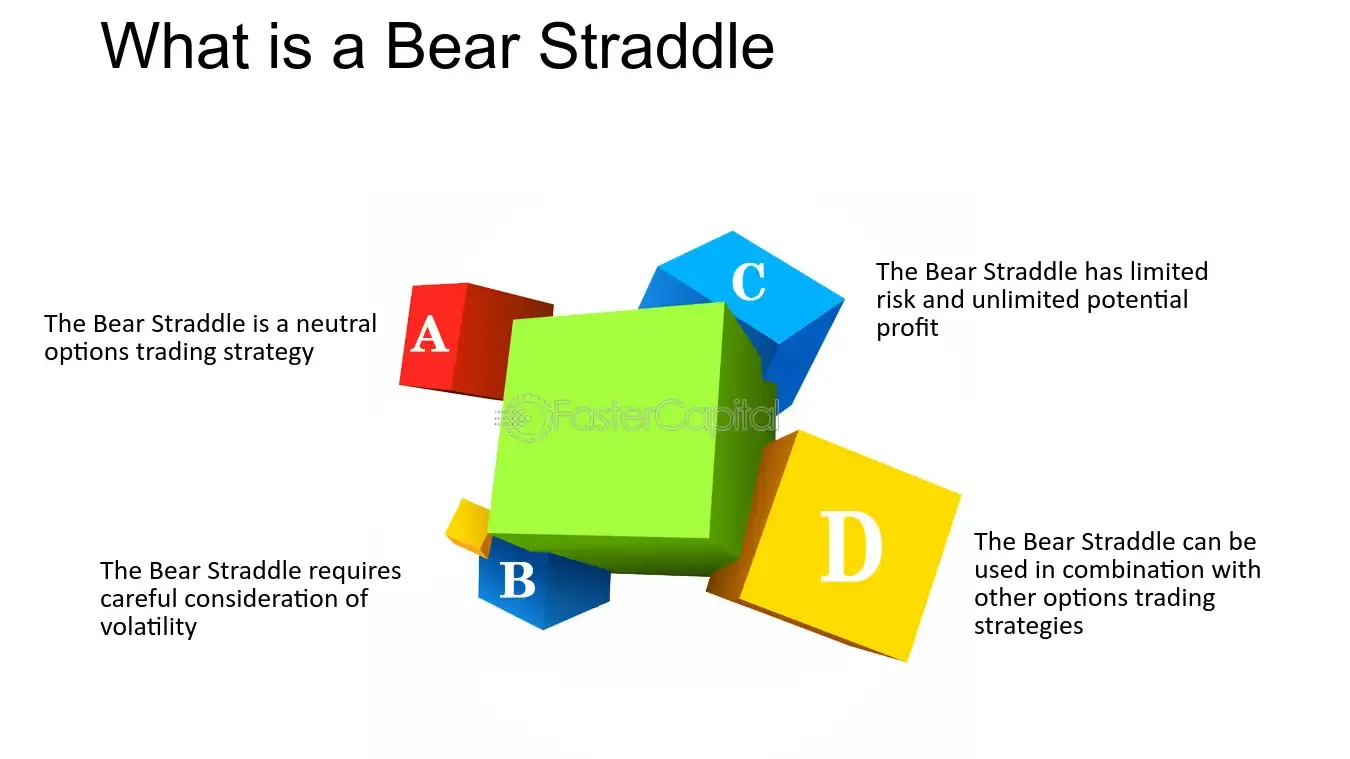 What is a Bear Straddle
The Bear Straddle is a neutral
options trading strategy
A
The Bear Straddle requires
careful consideration of
volatility
B
C
The Bear Straddle has limited
risk and unlimited potential
profit
D
The Bear Straddle can be
used in combination with
other options trading
strategies
FasterCapital